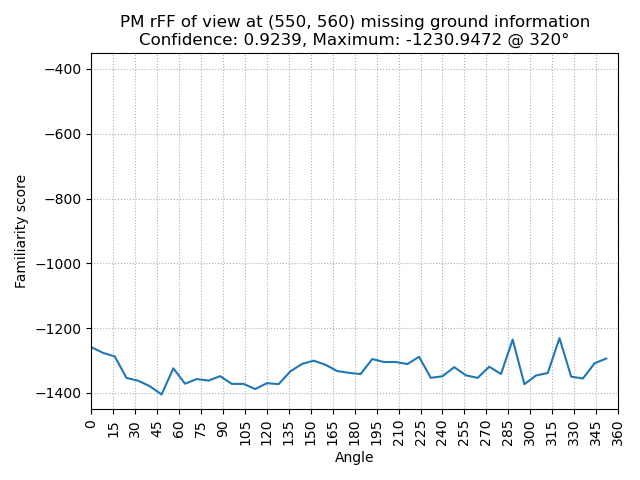 PM rFF of view at (550, 560) missing ground information
Confidence: 0.9239, Maximum: -1230.9472 @ 320°
Familiarity score
−400
−600
−800
−1000
−1200
−1400
0 15 30 45 60 75 90 105 120 135 150 165 180 195 210 225 240 255 270 285 300 315 330 345 360
Angle